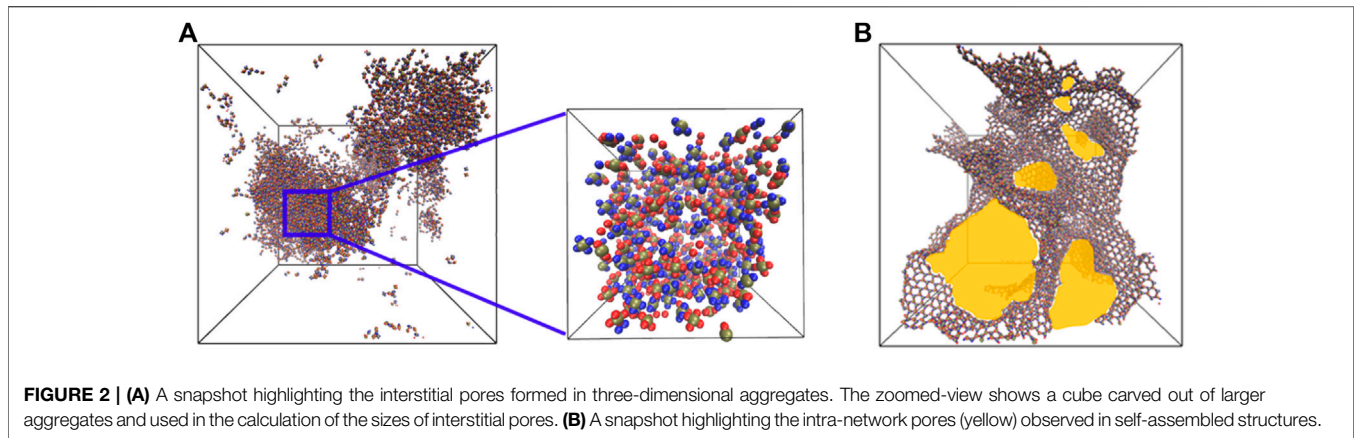 A
B
FIGURE 2 | (A) A snapshot highlighting the interstitial pores formed in three-dimensional aggregates. The zoomed-view shows a cube carved out of larger
aggregates and used in the calculation of the sizes of interstitial pores. (B) A snapshot highlighting the intra-network pores (yellow) observed in self-assembled structures.